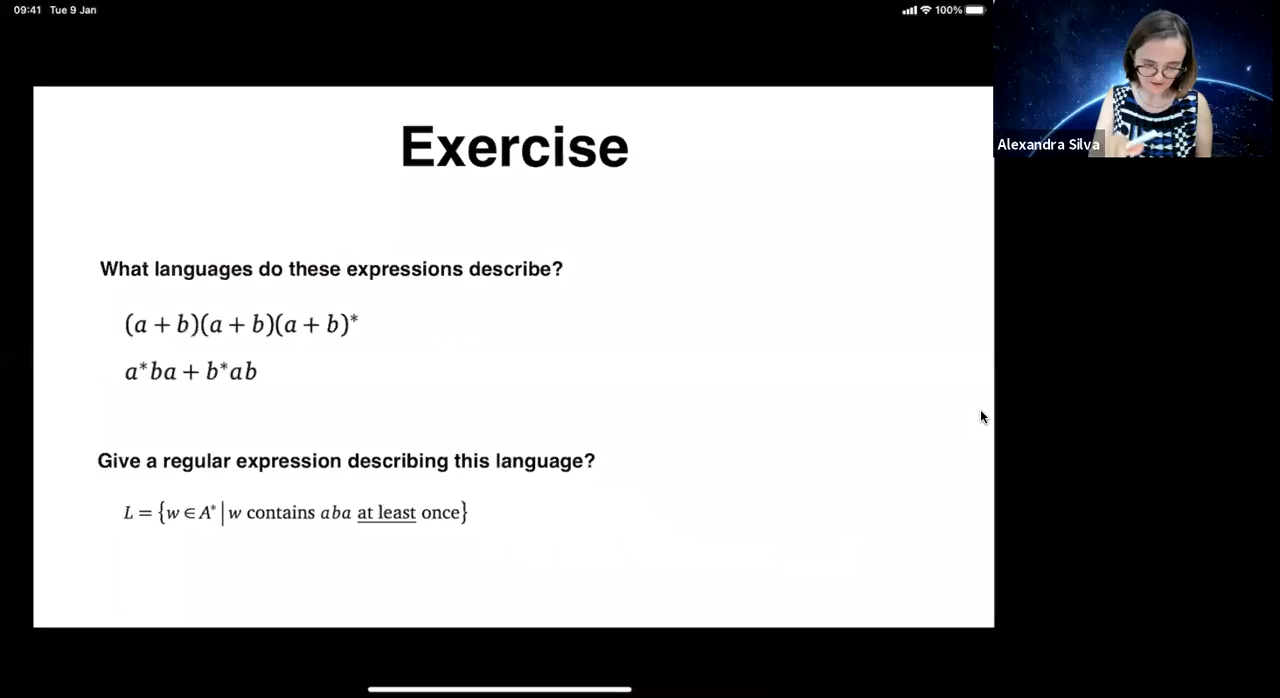 09:41 Tue 9 Jan
100%
Alexandra Silva
Exercise
What languages do these expressions describe?
(a + b)(a + b)(a + b)*
a*ba + b*ab
Give a regular expression describing this language?
L = {w ∈ A* | w contains aba at least once}